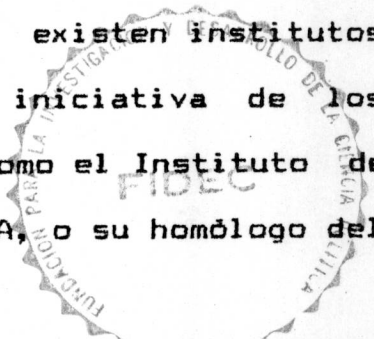 existen institutos
iniciativa de los
omo el Instituto de
A, o su homólogo del
FUNDACION PARA LA INVESTIGACION Y DESARROLLO DE LA CIENCIA POLITICA
FIDEC